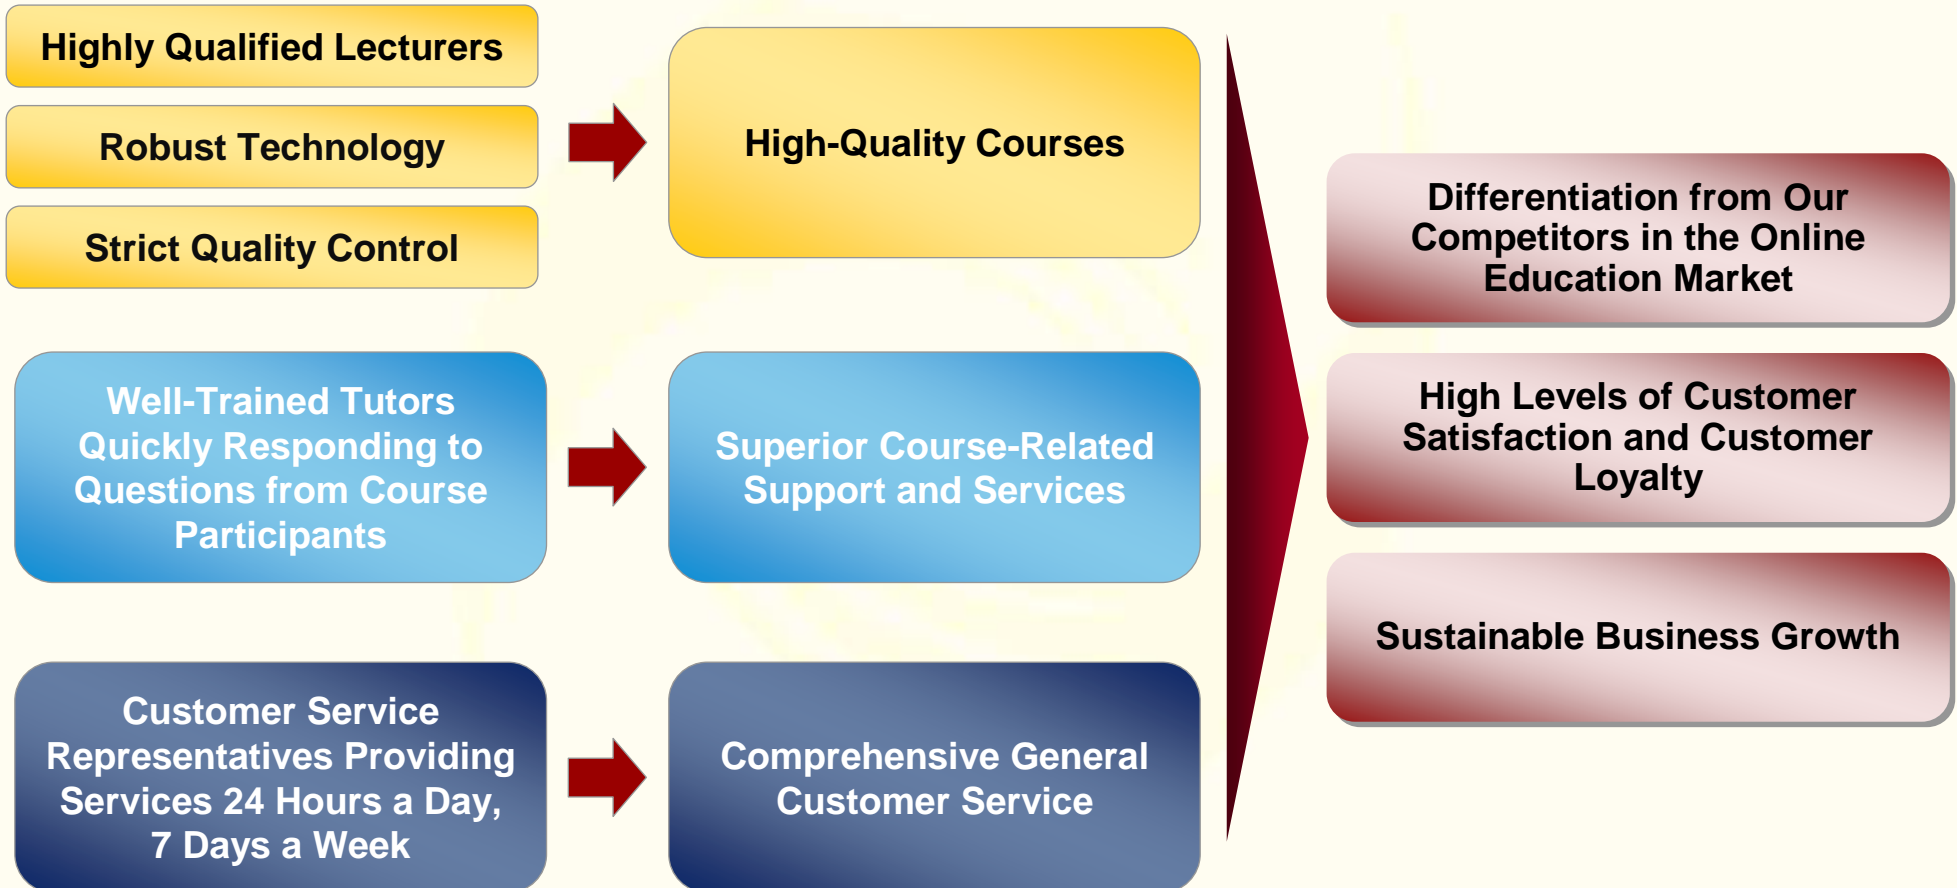 Highly Qualified Lecturers
Robust Technology
Strict Quality Control
High-Quality Courses
Well-Trained Tutors
Quickly Responding to
Questions from Course
Participants
Superior Course-Related
Support and Services
Customer Service
Representatives Providing
Services 24 Hours a Day,
7 Days a Week
Comprehensive General
Customer Service
Differentiation from Our
Competitors in the Online
Education Market
High Levels of Customer
Satisfaction and Customer
Loyalty
Sustainable Business Growth